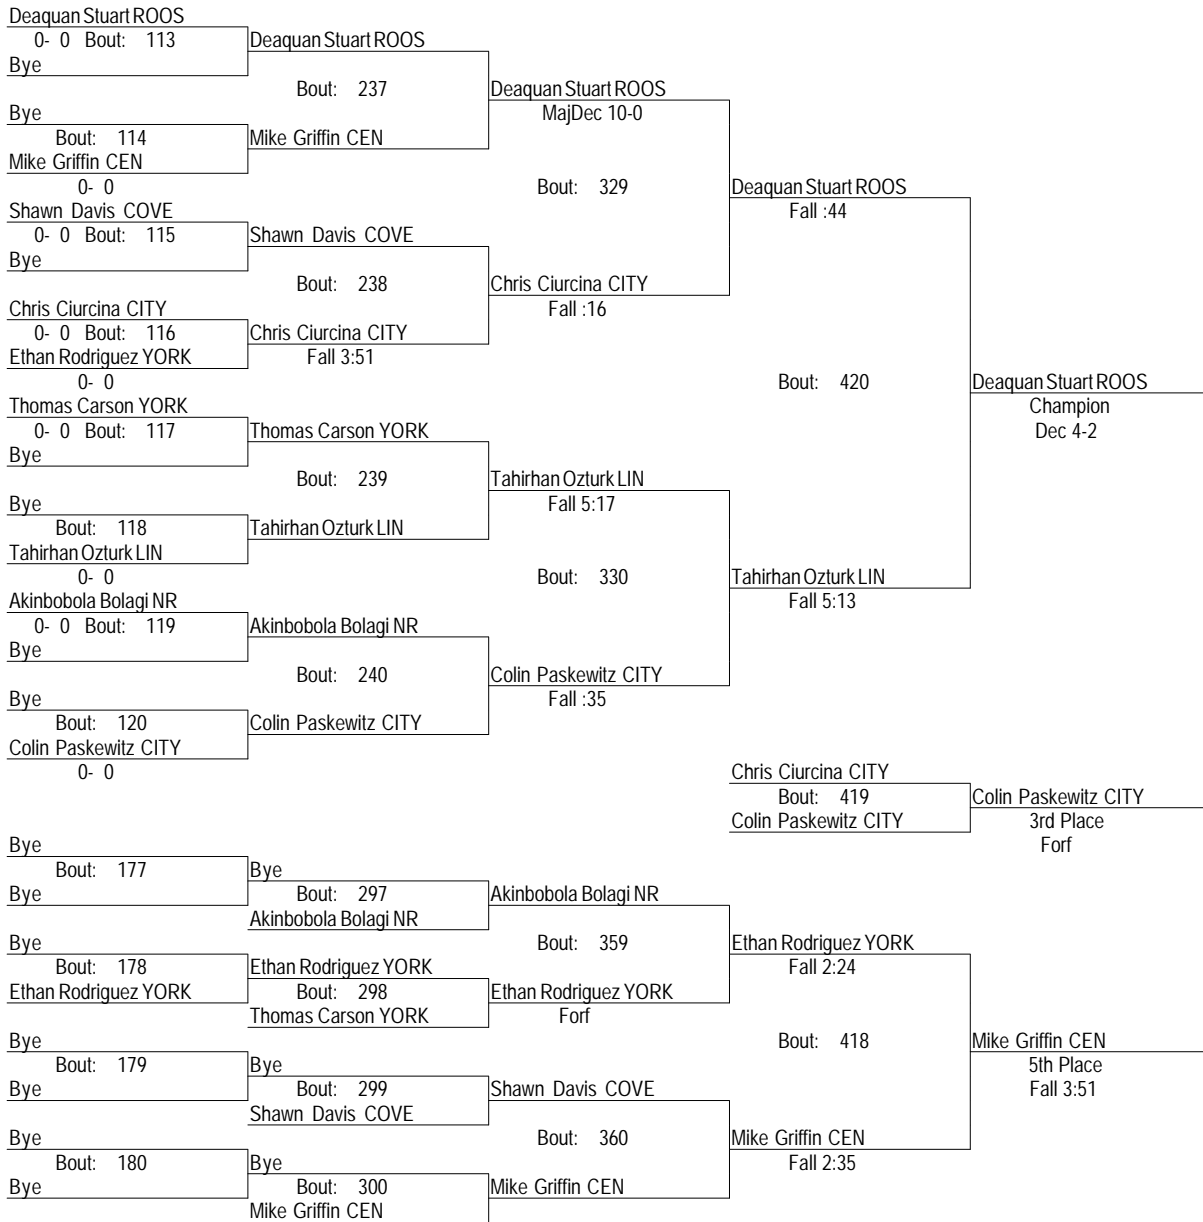 Deaquan Stuart ROOS
0- 0 Bout: 113
Deaquan Stuart ROOS
Bye
Bout: 237
Deaquan Stuart ROOS
Bye
MajDec 10-0
Bout: 114
Mike Griffin CEN
Mike Griffin CEN
0- 0
Bout: 329
Deaquan Stuart ROOS
Shawn Davis COVE
Fall :44
0- 0 Bout: 115
Shawn Davis COVE
Bye
Bout: 238
Chris Ciurcina CITY
Chris Ciurcina CITY
Fall :16
0- 0 Bout: 116
Chris Ciurcina CITY
Ethan Rodriguez YORK
Fall 3:51
0- 0
Bout: 420
Deaquan Stuart ROOS
Thomas Carson YORK
Champion
0- 0 Bout: 117
Thomas Carson YORK
Dec 4-2
Bye
Bout: 239
Tahirhan Ozturk LIN
Bye
Fall 5:17
Bout: 118
Tahirhan Ozturk LIN
Tahirhan Ozturk LIN
0- 0
Bout: 330
Tahirhan Ozturk LIN
Akinbobola Bolagi NR
Fall 5:13
0- 0 Bout: 119
Akinbobola Bolagi NR
Bye
Bout: 240
Colin Paskewitz CITY
Bye
Fall :35
Bout: 120
Colin Paskewitz CITY
Colin Paskewitz CITY
0- 0
Chris Ciurcina CITY
Bout: 419
Colin Paskewitz CITY
Colin Paskewitz CITY
3rd Place
Forf
Bye
Bout: 177
Bye
Bye
Bout: 297
Akinbobola Bolagi NR
Akinbobola Bolagi NR
Bye
Bout: 359
Ethan Rodriguez YORK
Bout: 178
Ethan Rodriguez YORK
Fall 2:24
Ethan Rodriguez YORK
Bout: 298
Ethan Rodriguez YORK
Thomas Carson YORK
Forf
Bye
Bout: 418
Mike Griffin CEN
Bout: 179
Bye
5th Place
Bye
Bout: 299
Shawn Davis COVE
Fall 3:51
Shawn Davis COVE
Bye
Bout: 360
Mike Griffin CEN
Bout: 180
Bye
Fall 2:35
Bye
Bout: 300
Mike Griffin CEN
Mike Griffin CEN